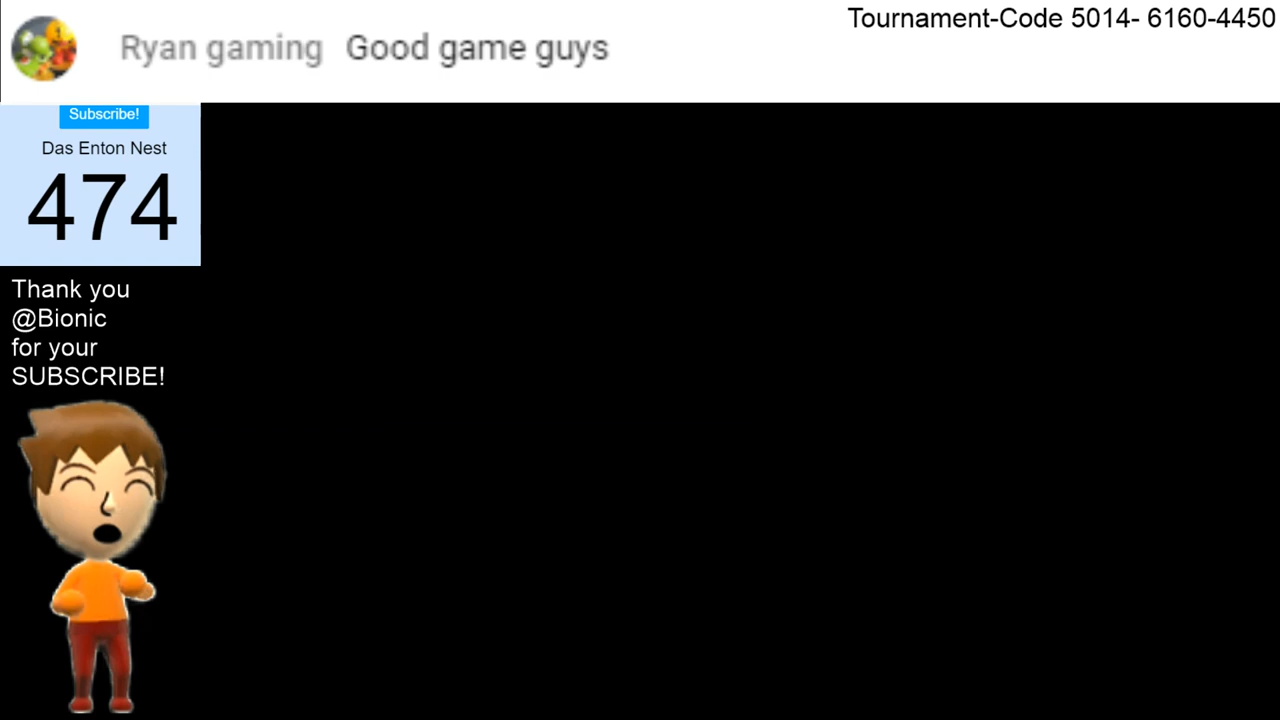 Ryan gaming Good game guys
Tournament-Code 5014- 6160-4450
Subscribe!
Das Enton Nest
474
Thank you
@Bionic
for your
SUBSCRIBE!